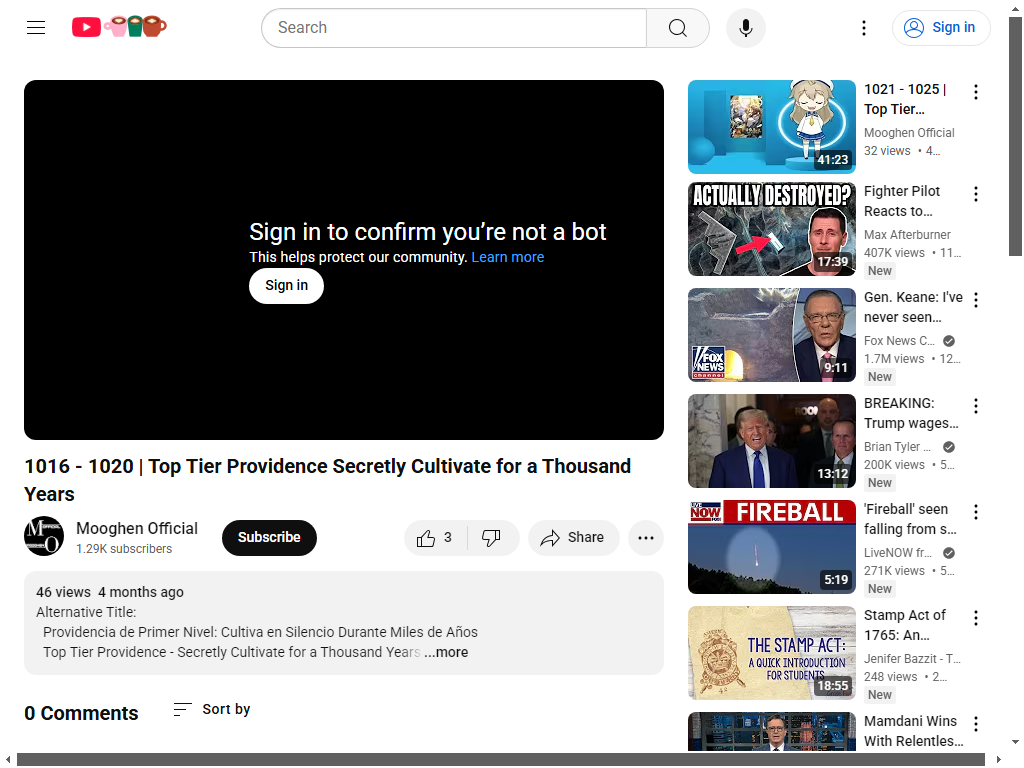 Search
Sign in
Sign in to confirm you’re not a bot
This helps protect our community. Learn more
Sign in
1016 - 1020 | Top Tier Providence Secretly Cultivate for a Thousand
Years
Mooghen Official
1.29K subscribers
Subscribe
3
Share
46 views 4 months ago
Alternative Title:
Providencia de Primer Nivel: Cultiva en Silencio Durante Miles de Años
Top Tier Providence - Secretly Cultivate for a Thousand Years ...more
0 Comments
Sort by
41:23
1021 - 1025 |
Top Tier...
Mooghen Official
32 views • 4...
ACTUALLY DESTROYED?
17:39
Fighter Pilot
Reacts to...
Max Afterburner
407K views • 11...
New
FOX
NEWS
channel
9:11
Gen. Keane: I've
never seen...
Fox News C...
1.7M views • 12...
New
13:12
BREAKING:
Trump wages...
Brian Tyler ...
200K views • 5...
New
LIVE
NOW
FOX
FIREBALL
5:19
'Fireball' seen
falling from s...
LiveNOW fr...
271K views • 5...
New
THE STAMP ACT:
A QUICK INTRODUCTION
FOR STUDENTS
18:55
Stamp Act of
1765: An...
Jenifer Bazzit - T...
248 views • 2...
New
Mamdani Wins
With Relentles...